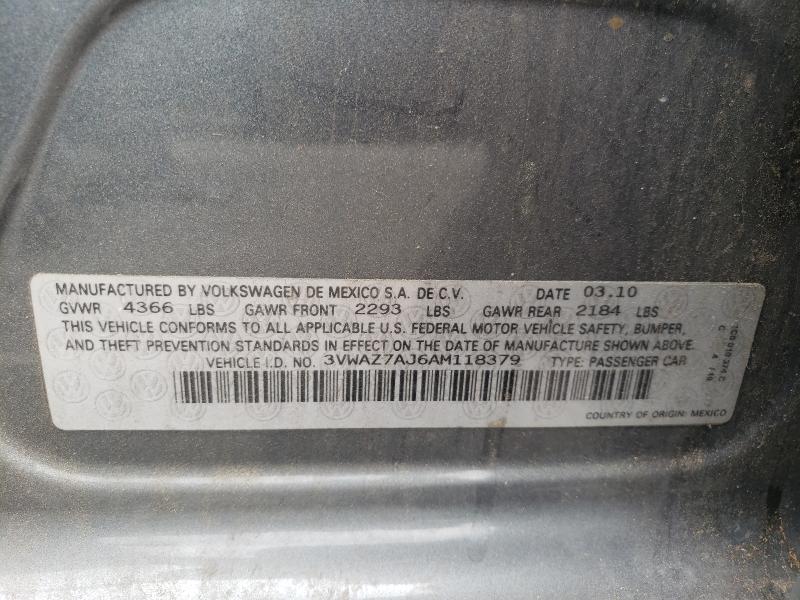 MANUFACTURED BY VOLKSWAGEN DE MEXICO S.A. DE C.V. DATE 03.10
GVWR 4366 LBS GAWR FRONT 2293 LBS GAWR REAR 2184 LBS
THIS VEHICLE CONFORMS TO ALL APPLICABLE U.S. FEDERAL MOTOR VEHICLE SAFETY, BUMPER,
AND THEFT PREVENTION STANDARDS IN EFFECT ON THE DATE OF MANUFACTURE SHOWN ABOVE.
VEHICLE I.D. NO. 3VWAZ7AJ6AM118379 TYPE: PASSENGER CAR
COUNTRY OF ORIGIN: MEXICO